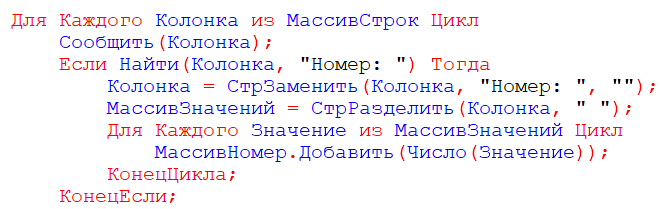 Для Каждого Колонка из МассивСтрок Цикл
Сообщить(Колонка);
Если Найти(Колонка, "Номер: ") Тогда
Колонка = СтрЗаменить(Колонка, "Номер: ", "");
МассивЗначений = СтрРазделить(Колонка, " ");
Для Каждого Значение из МассивЗначений Цикл
МассивНомер.Добавить(Число(Значение));
КонецЦикла;
КонецЕсли;